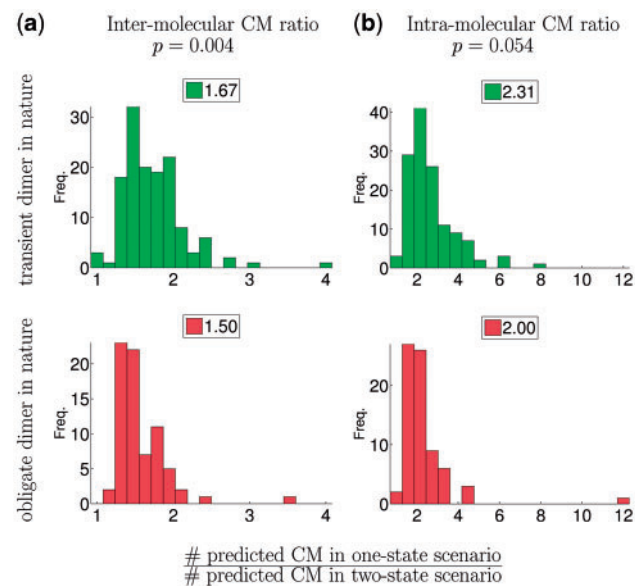 (a) Inter-molecular CM ratio
p = 0.004
(b) Intra-molecular CM ratio
p = 0.054
transient dimer in nature
1.67
Freq.
30
20
10
0
1 2 3 4
2.31
Freq.
40
30
20
10
0
2 4 6 8 10 12
obligate dimer in nature
1.50
Freq.
20
15
10
5
0
1 2 3 4
2.00
Freq.
20
10
0
2 4 6 8 10 12
# predicted CM in one-state scenario
# predicted CM in two-state scenario